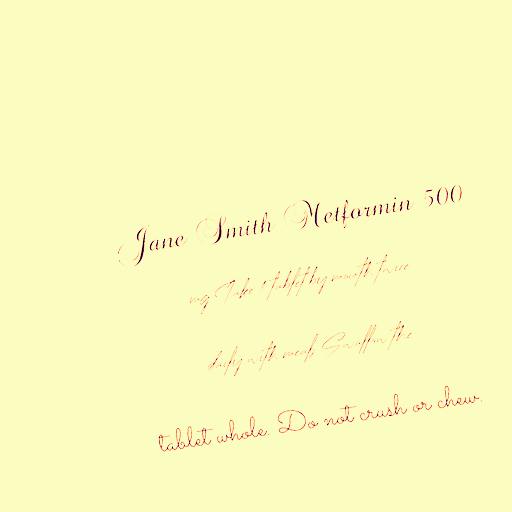 Jane Smith Metformin 500
mg Take 1 tablet by mouth twice
daily with meals Swallow the
tablet whole. Do not crush or chew.